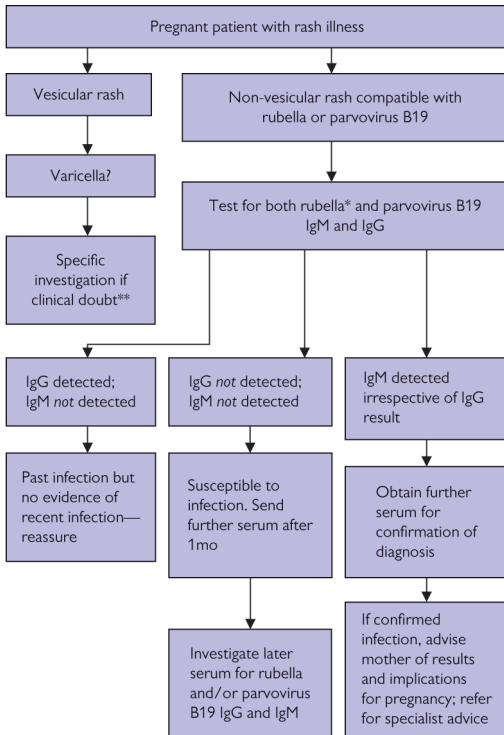 Pregnant patient with rash illness
Vesicular rash
Non-vesicular rash compatible with
rubella or parvovirus B19
Varicella?
Test for both rubella* and parvovirus B19
IgM and IgG
Specific
investigation if
clinical doubt**
IgG detected;
IgM not detected
IgG not detected;
IgM not detected
IgM detected
irrespective of IgG
result
Past infection but
no evidence of
recent infection—
reassure
Susceptible to
infection. Send
further serum after
1mo
Obtain further
serum for
confirmation of
diagnosis
Investigate later
serum for rubella
and/or parvovirus
B19 IgG and IgM
If confirmed
infection, advise
mother of results
and implications
for pregnancy; refer
for specialist advice